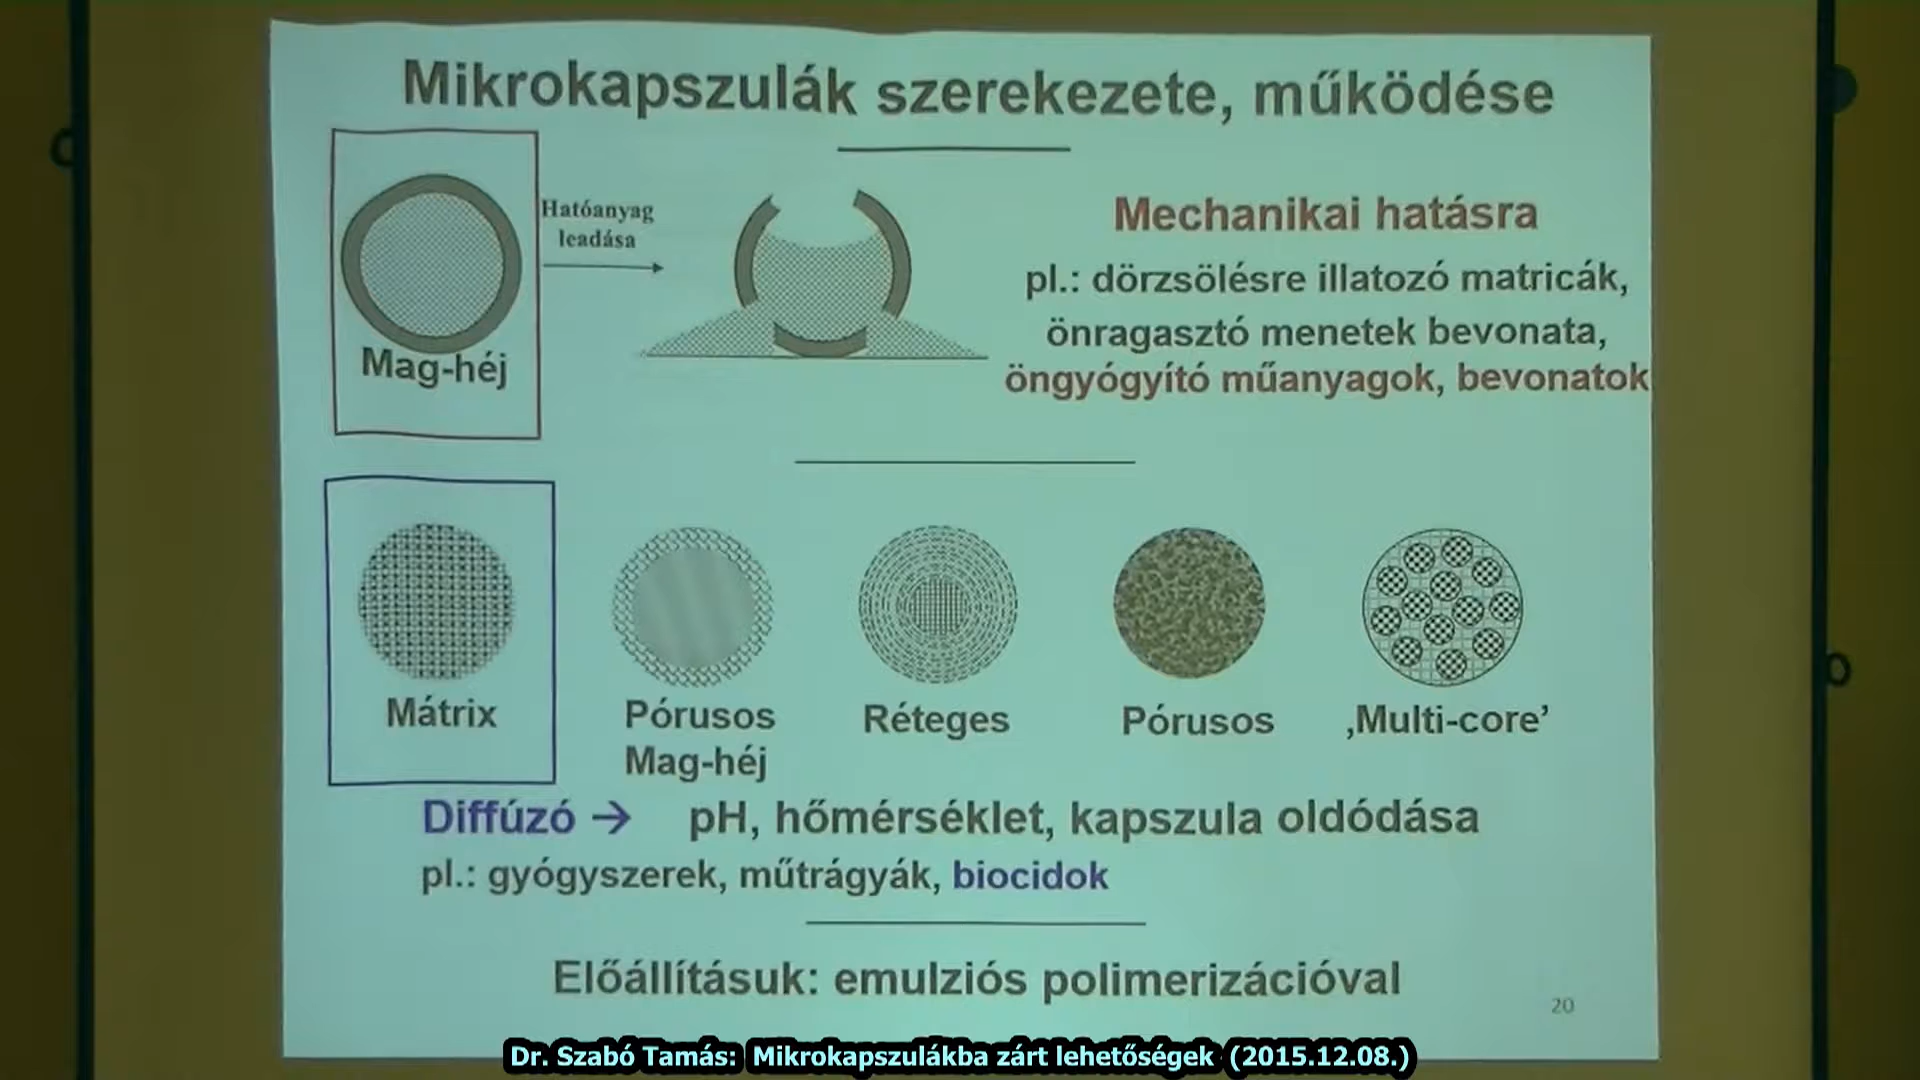 Mikrokapszulák szerekezete, működése
Hatóanyag
leadása
Mag-héj
Mechanikai hatásra
pl.: dörzsölésre illatozó matricák,
önragasztó menetek bevonata,
öngyógyító műanyagok, bevonatok
Mátrix
Pórusos
Mag-héj
Réteges
Pórusos
‚Multi-core’
Diffúzó → pH, hőmérséklet, kapszula oldódása
pl.: gyógyszerek, műtrágyák, biocidok
Előállításuk: emulziós polimerizációval
20
Dr. Szabó Tamás: Mikrokapszulákba zárt lehetőségek (2015.12.08.)